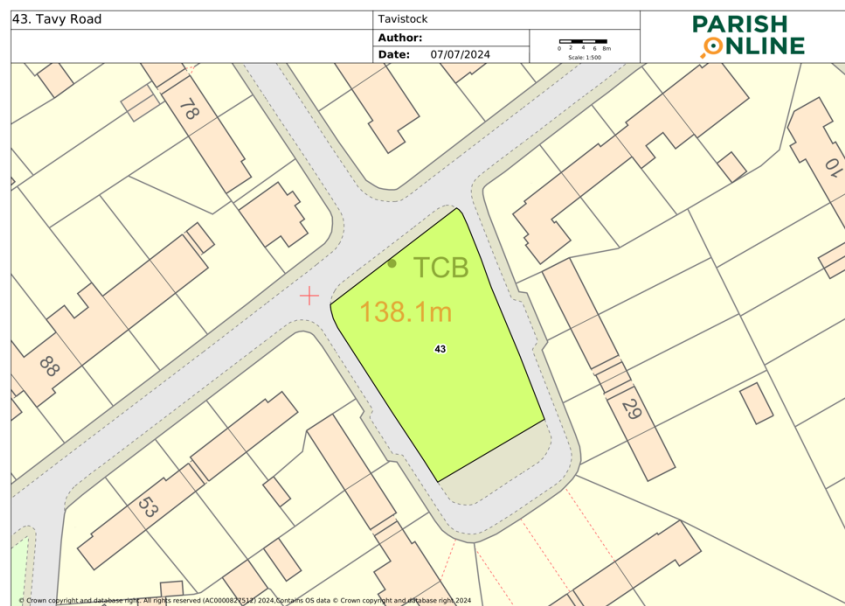 43. Tavy Road
Tavistock
Author:
Date: 07/07/2024
0 2 4 6 8m
Scale: 1:500
PARISH
ONLINE
78
10
TCB
138.1m
43
88
29
53
© Crown copyright and database right. All rights reserved (AC0000827512) 2024.Contains OS data © Crown copyright and database right 2024